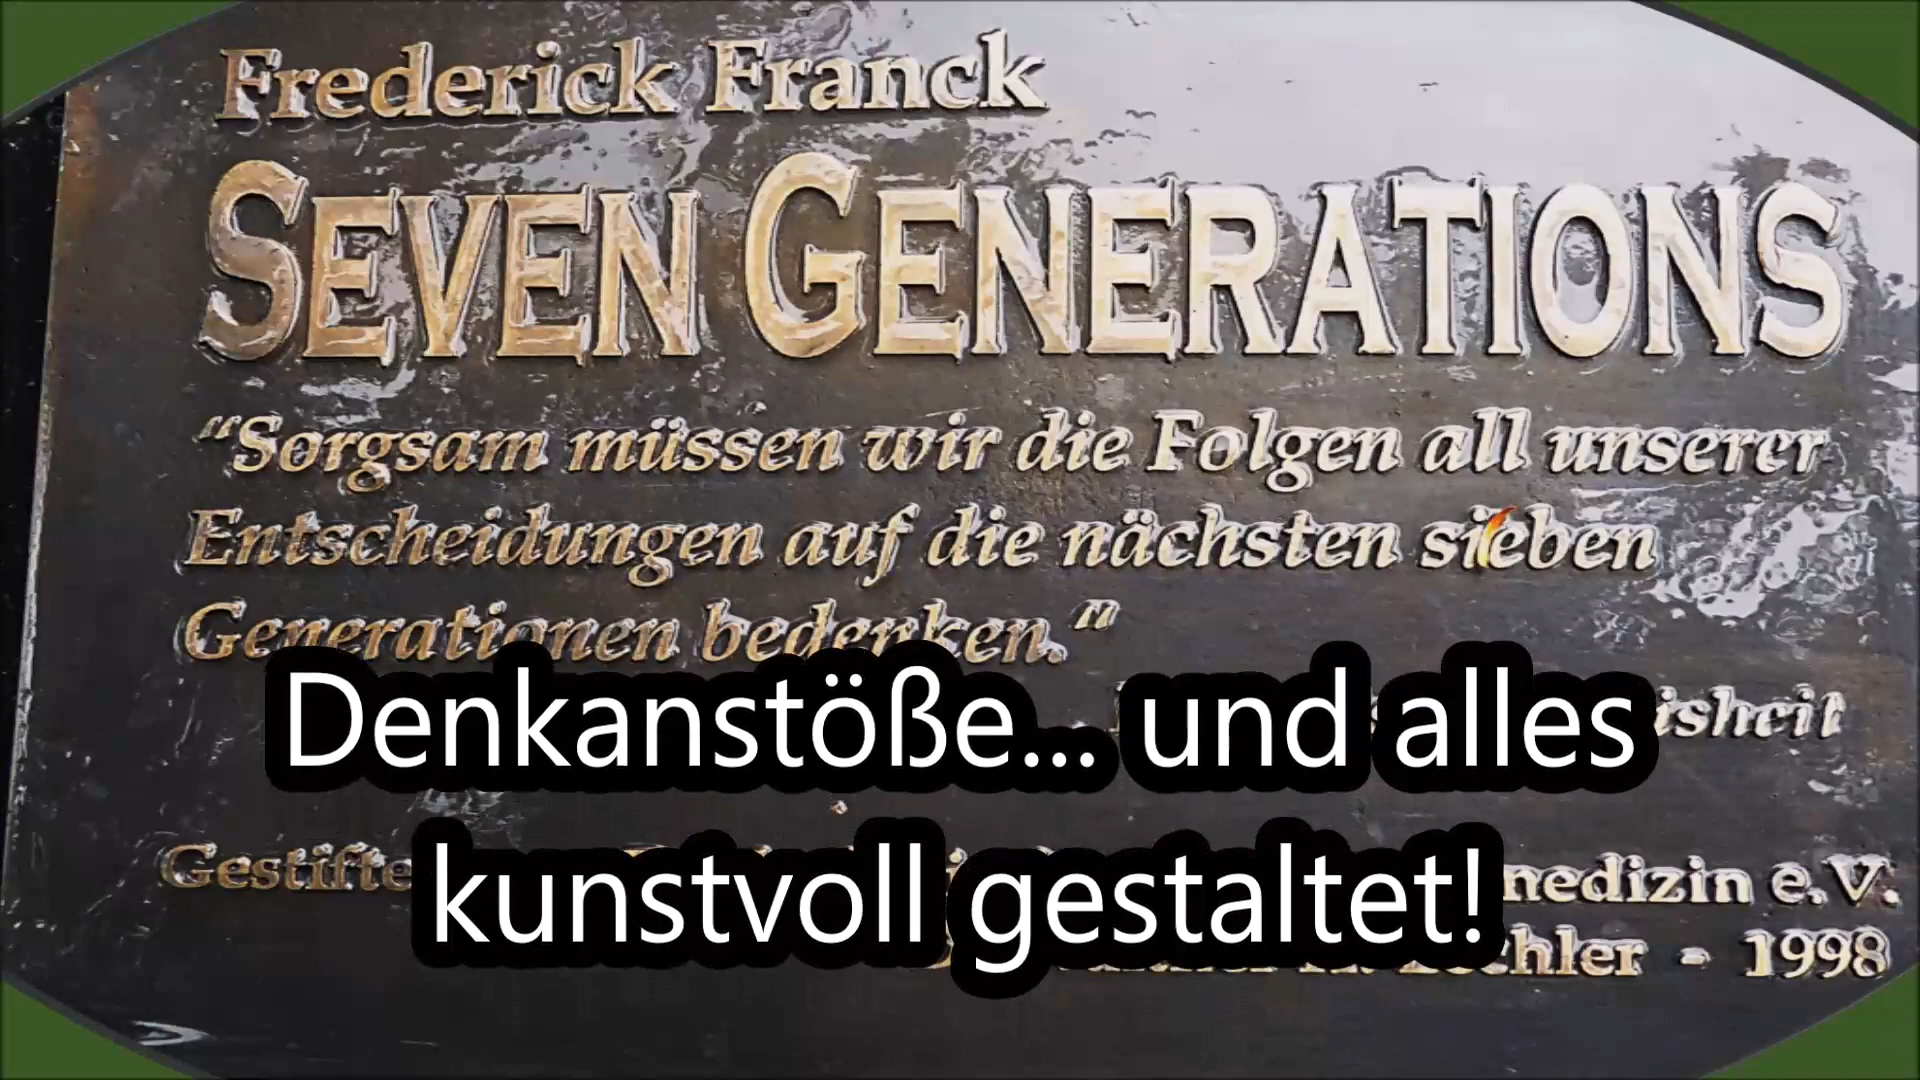 Frederick Franck
SEVEN GENERATIONS
“Sorgsam müssen wir die Folgen all unserer
Entscheidungen auf die nächsten sieben
Generationen bedenken.“
Denkanstöße... und alles
kunstvoll gestaltet!
e.V.
- 1998